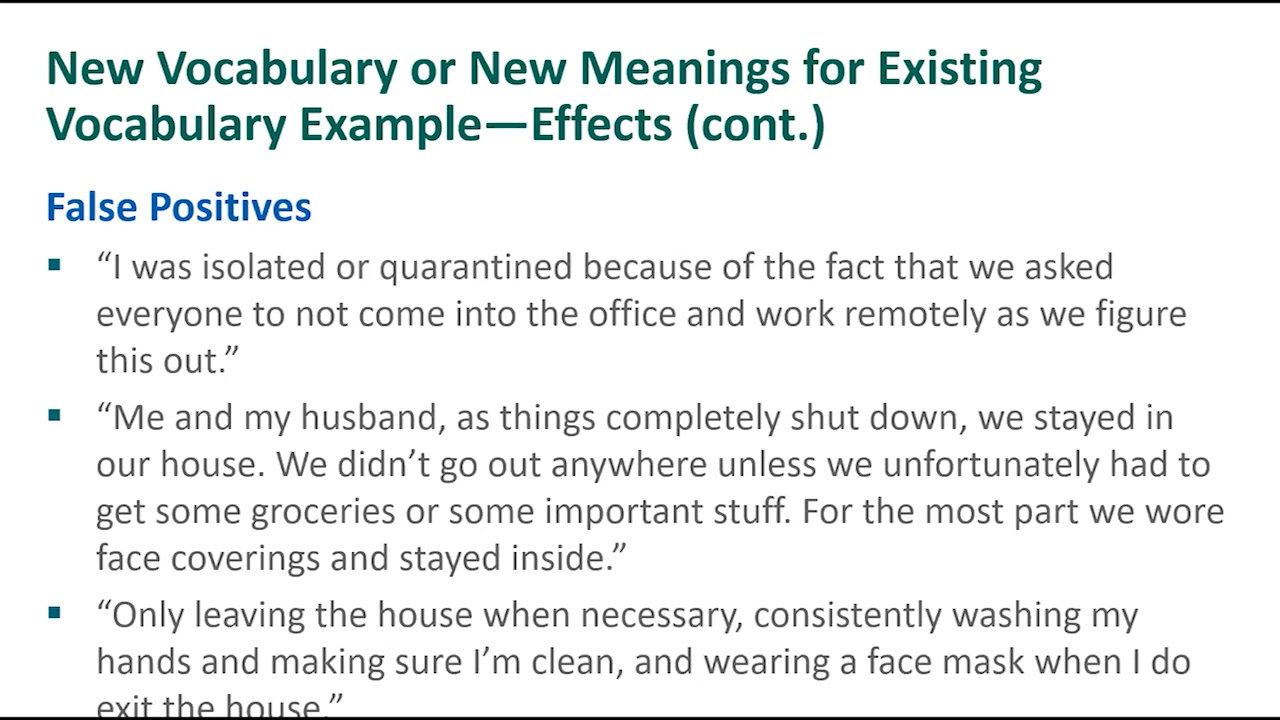 New Vocabulary or New Meanings for Existing
Vocabulary Example—Effects (cont.)
False Positives
▪ “I was isolated or quarantined because of the fact that we asked
everyone to not come into the office and work remotely as we figure
this out.”
▪ “Me and my husband, as things completely shut down, we stayed in
our house. We didn’t go out anywhere unless we unfortunately had to
get some groceries or some important stuff. For the most part we wore
face coverings and stayed inside.”
▪ “Only leaving the house when necessary, consistently washing my
hands and making sure I’m clean, and wearing a face mask when I do
exit the house.”